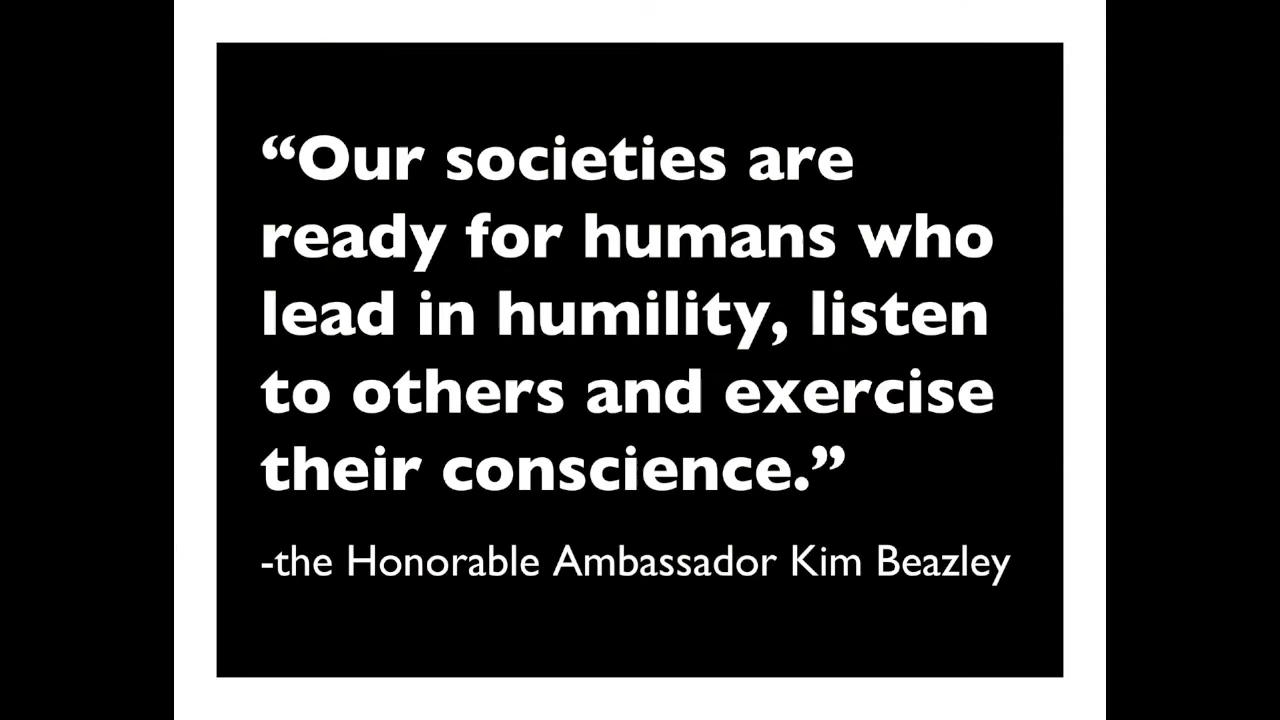 “Our societies are
ready for humans who
lead in humility, listen
to others and exercise
their conscience.”
-the Honorable Ambassador Kim Beazley